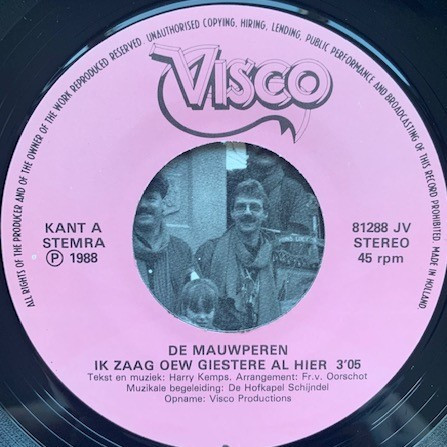 ALL RIGHTS OF THE PRODUCER AND OF THE OWNER OF THE WORK REPRODUCED RESERVED. UNAUTHORISED COPYING, HIRING, LENDING, PUBLIC PERFORMANCE AND BROADCASTING OF THIS RECORD PROHIBITED. MADE IN HOLLAND.
VISCO
KANT A
STEMRA
Ⓟ 1988
81288 JV
STEREO
45 rpm
DE MAUWPEREN
IK ZAAG OEW GIESTERE AL HIER 3'05
Tekst en muziek: Harry Kemps. Arrangement: Fr.v. Oorschot
Muzikale begeleiding: De Hofkapel Schijndel
Opname: Visco Productions